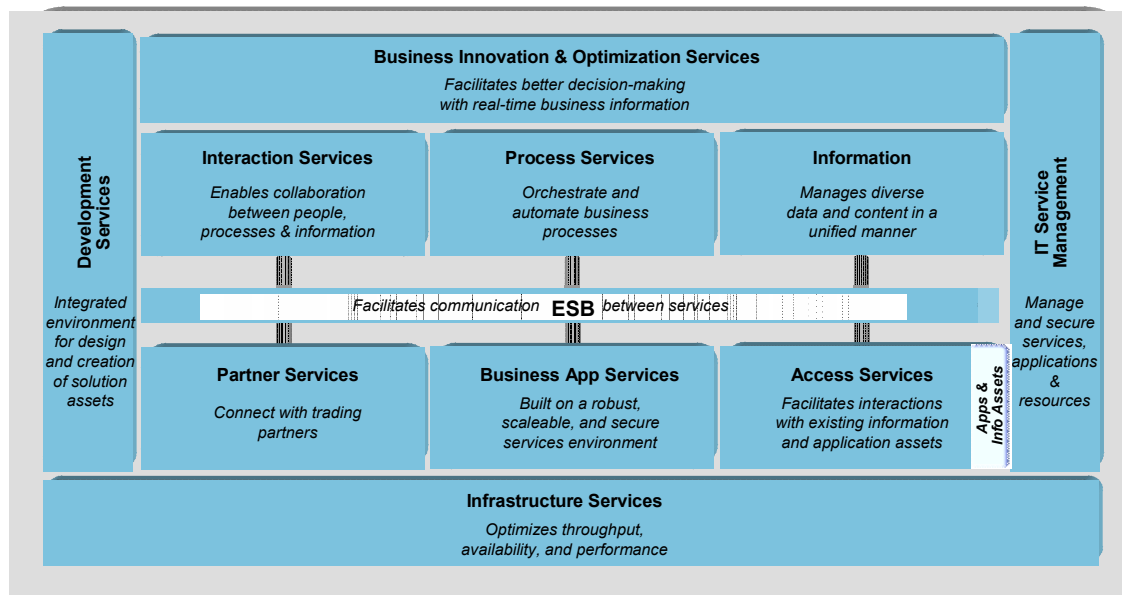 Business Innovation & Optimization Services
Facilitates better decision-making
with real-time business information
Development
Services
Integrated
environment
for design
and creation
of solution
assets
Interaction Services
Enables collaboration
between people,
processes & information
Process Services
Orchestrate and
automate business
processes
Information
Manages diverse
data and content in a
unified manner
IT Service
Management
Manage
and secure
services,
applications
&
resources
Facilitates communication ESB between services
Partner Services
Connect with trading
partners
Business App Services
Built on a robust,
scaleable, and secure
services environment
Access Services
Facilitates interactions
with existing information
and application assets
Apps &
Info Assets
Infrastructure Services
Optimizes throughput,
availability, and performance